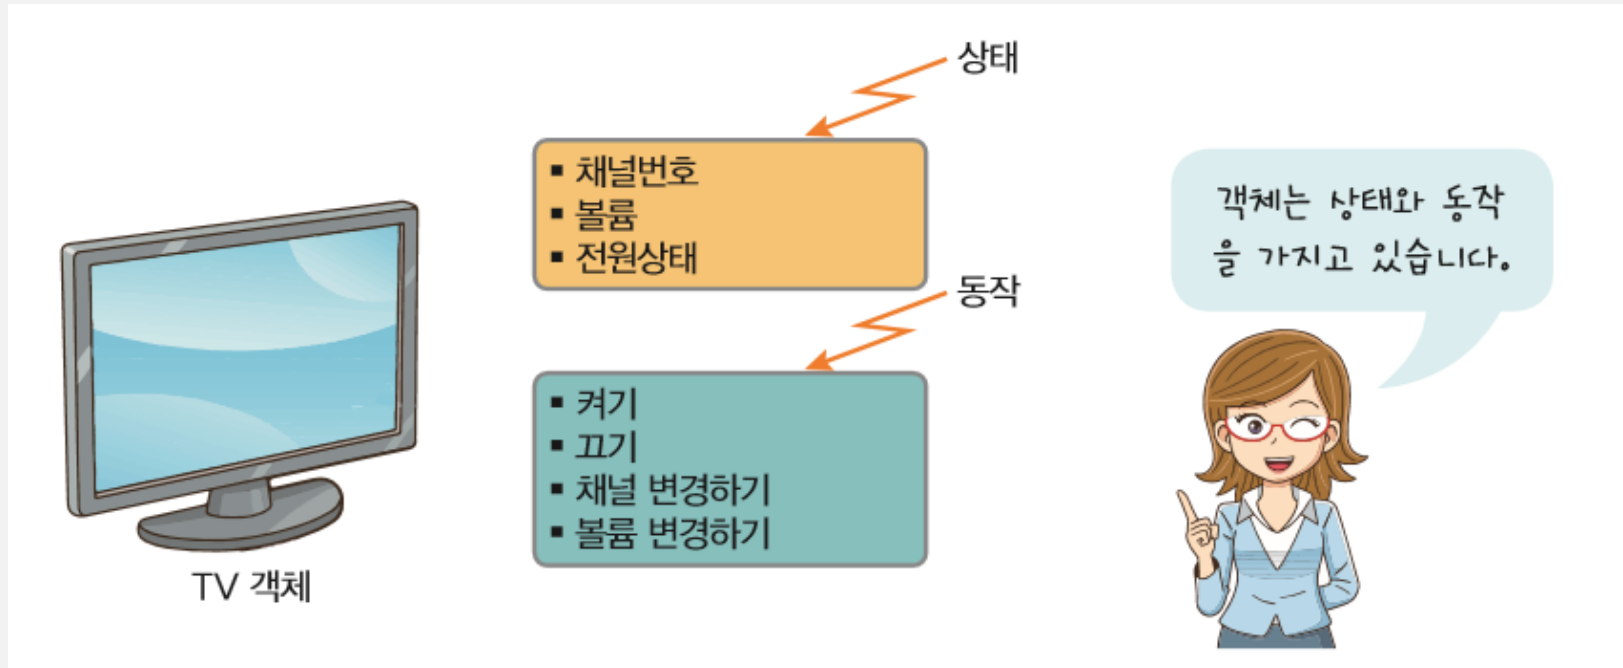 상태
▪ 채널번호
▪ 볼륨
▪ 전원상태
동작
▪ 켜기
▪ 끄기
▪ 채널 변경하기
▪ 볼륨 변경하기
TV 객체
객체는 상태와 동작
을 가지고 있습니다.